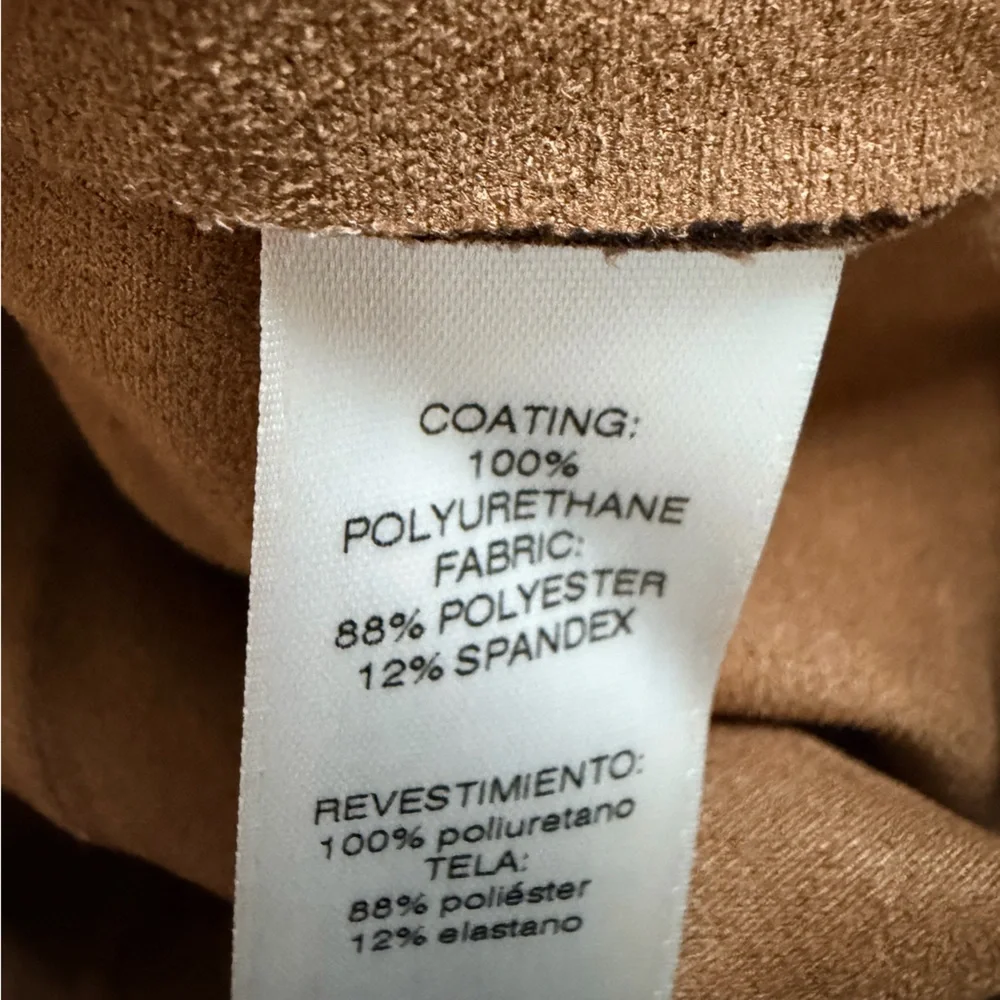 COATING:
100%
POLYURETHANE
FABRIC:
88% POLYESTER
12% SPANDEX
REVESTIMIENTO:
100% poliuretano
TELA:
88% poliéster
12% elastano